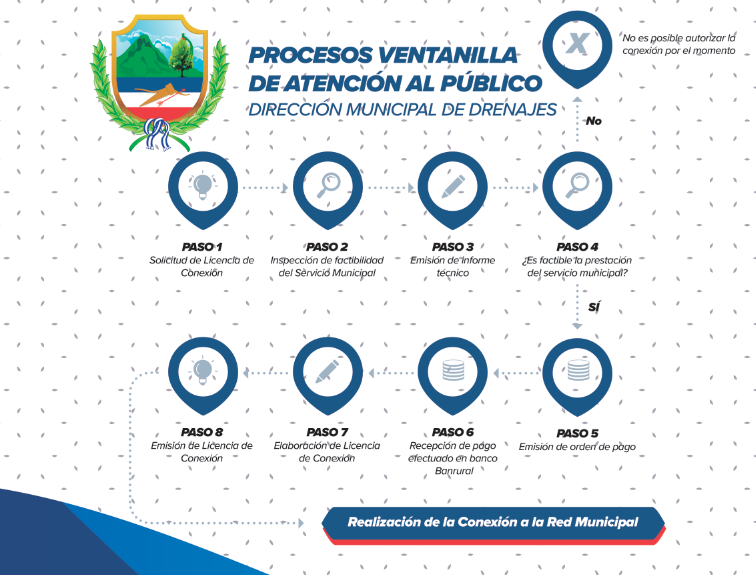 PROCESOS VENTANILLA
DE ATENCIÓN AL PÚBLICO
DIRECCIÓN MUNICIPAL DE DRENAJES
X
No es posible autorizar la
conexión por el momento
No
PASO 1
Solicitud de Licencia de
Conexión
PASO 2
Inspección de factibilidad
del Servicio Municipal
PASO 3
Emisión de Informe
técnico
PASO 4
¿Es factible la prestación
del servicio municipal?
SÍ
PASO 8
Emisión de Licencia de
Conexión
PASO 7
Elaboración de Licencia
de Conexión
PASO 6
Recepción de pago
efectuado en banco
Banrural
PASO 5
Emisión de orden de pago
Realización de la Conexión a la Red Municipal